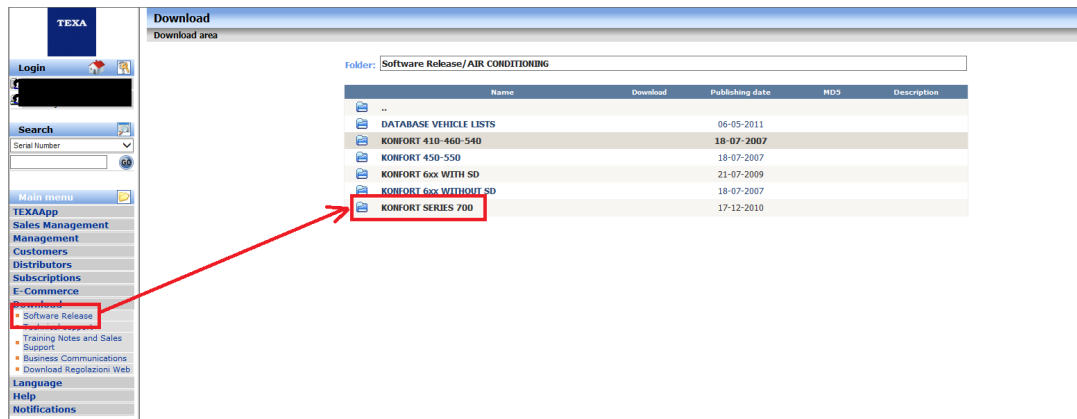 TEXA
Login
Search
Serial Number
GO
Main menu
TEXAApp
Sales Management
Management
Customers
Distributors
Subscriptions
E-Commerce
Download
Software Release
Technical support
Training Notes and Sales
Support
Business Communications
Download Regolazioni Web
Language
Help
Notifications
Download
Download area
Folder: Software Release/AIR CONDITIONING
Name Download Publishing date MD5 Description
..
DATABASE VEHICLE LISTS 06-05-2011
KONFORT 410-460-540 18-07-2007
KONFORT 450-550 18-07-2007
KONFORT 6xx WITH SD 21-07-2009
KONFORT 6xx WITHOUT SD 18-07-2007
KONFORT SERIES 700 17-12-2010